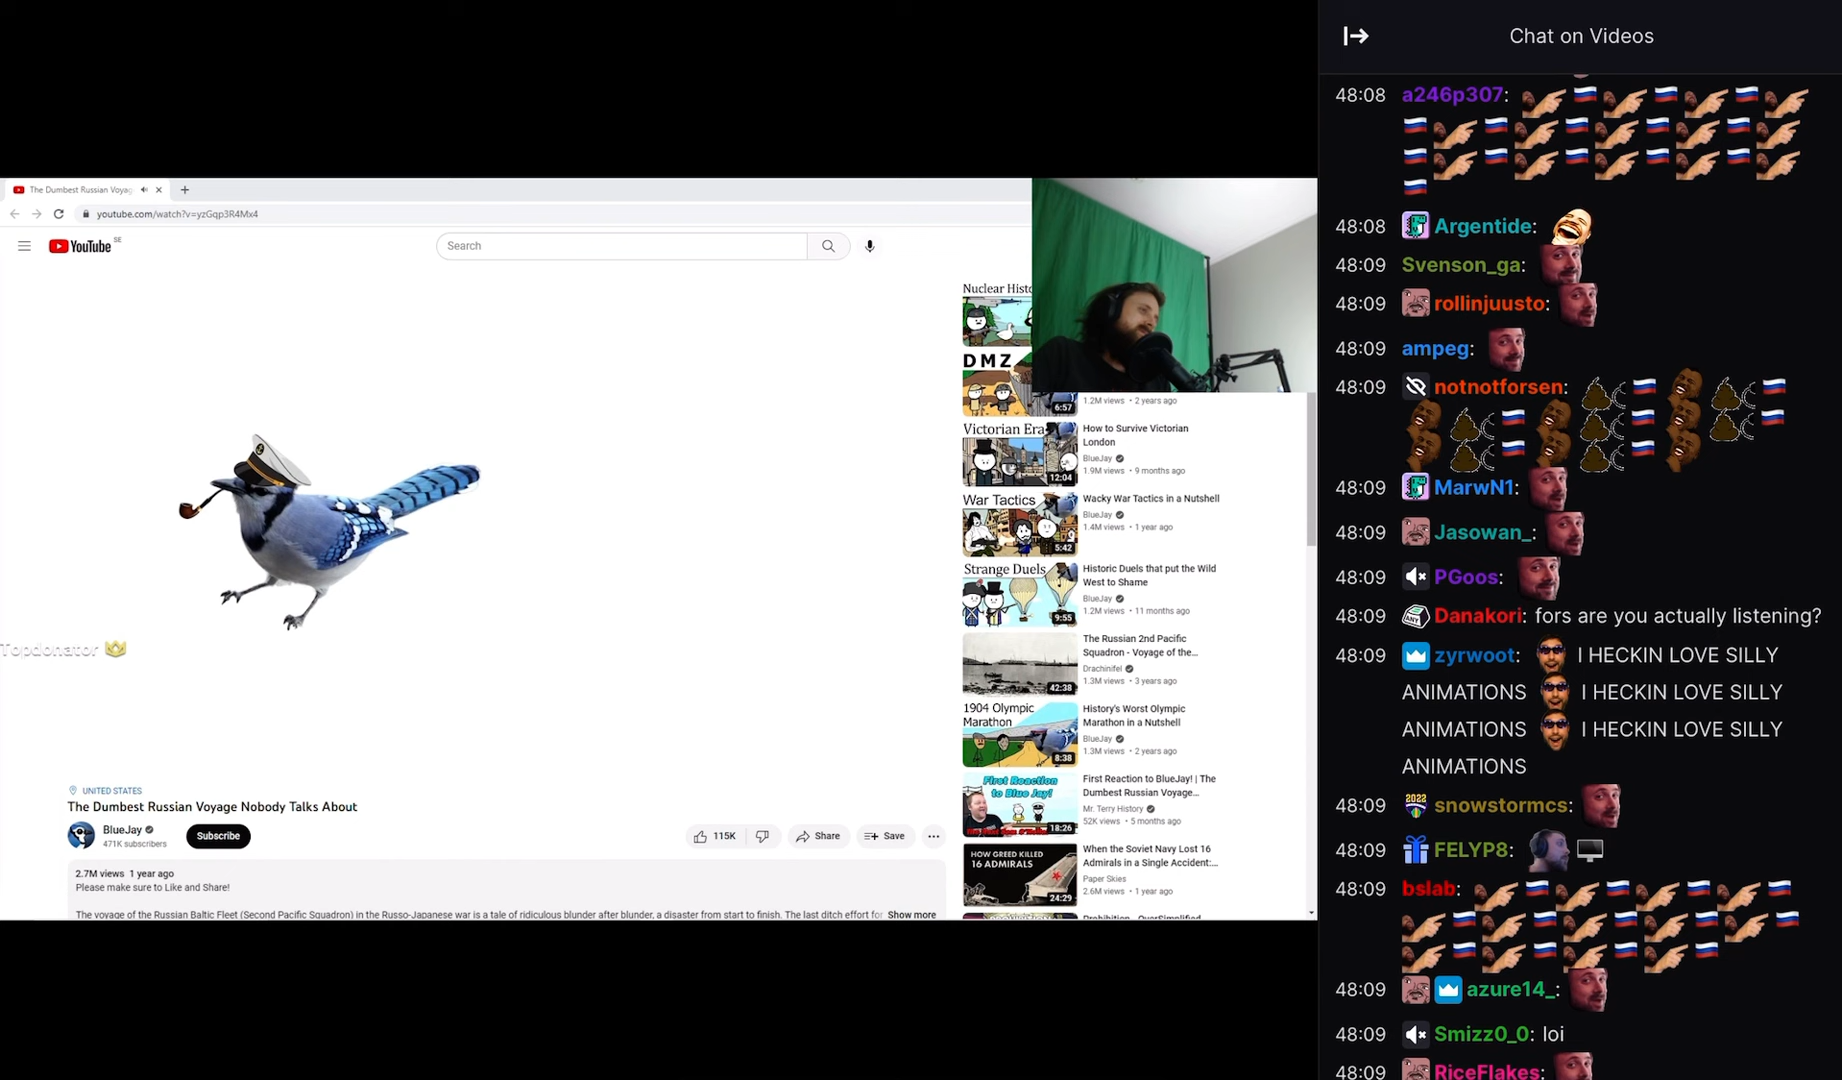 The Dumbest Russian Voyag
youtube.com/watch?v=yzGqp3R4Mx4
YouTube SE
Search
Topdonator
UNITED STATES
The Dumbest Russian Voyage Nobody Talks About
BlueJay
471K subscribers
Subscribe
115K
Share
Save
2.7M views 1 year ago
Please make sure to Like and Share!
The voyage of the Russian Baltic Fleet (Second Pacific Squadron) in the Russo-Japanese war is a tale of ridiculous blunder after blunder, a disaster from start to finish. The last ditch effort for Show more
Nuclear Histo
DMZ
6:57
1.2M views • 2 years ago
Victorian Era
12:04
How to Survive Victorian
London
BlueJay
1.9M views • 9 months ago
War Tactics
5:42
Wacky War Tactics in a Nutshell
BlueJay
1.4M views • 1 year ago
Strange Duels
9:55
Historic Duels that put the Wild
West to Shame
BlueJay
1.2M views • 11 months ago
42:38
The Russian 2nd Pacific
Squadron - Voyage of the...
Drachinifel
1.3M views • 3 years ago
1904 Olympic
Marathon
8:38
History's Worst Olympic
Marathon in a Nutshell
BlueJay
1.3M views • 2 years ago
First Reaction
to Blue Jay!
18:26
First Reaction to BlueJay! | The
Dumbest Russian Voyage...
Mr. Terry History
52K views • 5 months ago
HOW GREED KILLED
16 ADMIRALS
24:29
When the Soviet Navy Lost 16
Admirals in a Single Accident:...
Paper Skies
2.6M views • 1 year ago
Prohibition - OverSimplified
Chat on Videos
48:08 a246p307:
48:08 Argentide:
48:09 Svenson_ga:
48:09 rollinjuusto:
48:09 ampeg:
48:09 notnotforsen:
48:09 MarwN1:
48:09 Jasowan_:
48:09 PGoos:
48:09 Danakori: fors are you actually listening?
48:09 zyrwoot: I HECKIN LOVE SILLY
ANIMATIONS I HECKIN LOVE SILLY
ANIMATIONS I HECKIN LOVE SILLY
ANIMATIONS
48:09 2022 snowstormcs:
48:09 FELYP8:
48:09 bslab:
48:09 azure14_:
48:09 Smizz0_0: loi
48:09 RiceFlakes: